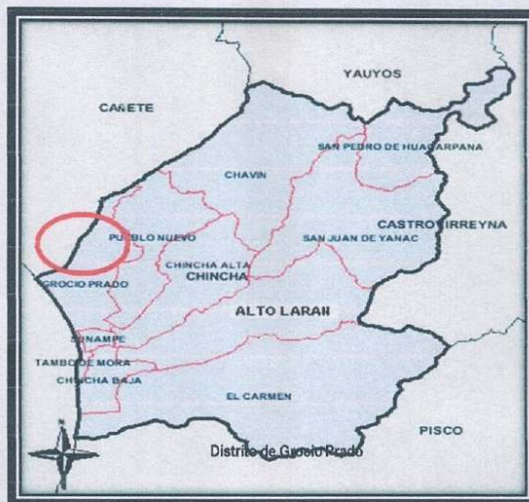 YAUYOS
CAÑETE
SAN PEDRO DE HUACARPANA
CHAVIN
CASTROVIRREYNA
PUEBLO NUEVO
SAN JUAN DE YANAC
CHINCHA ALTA
CHINCHA
GROCIO PRADO
ALTO LARAN
SUNAMPE
TAMBO DE MORA
CHINCHA BAJA
EL CARMEN
PISCO
N
Distrito de Grocio Prado